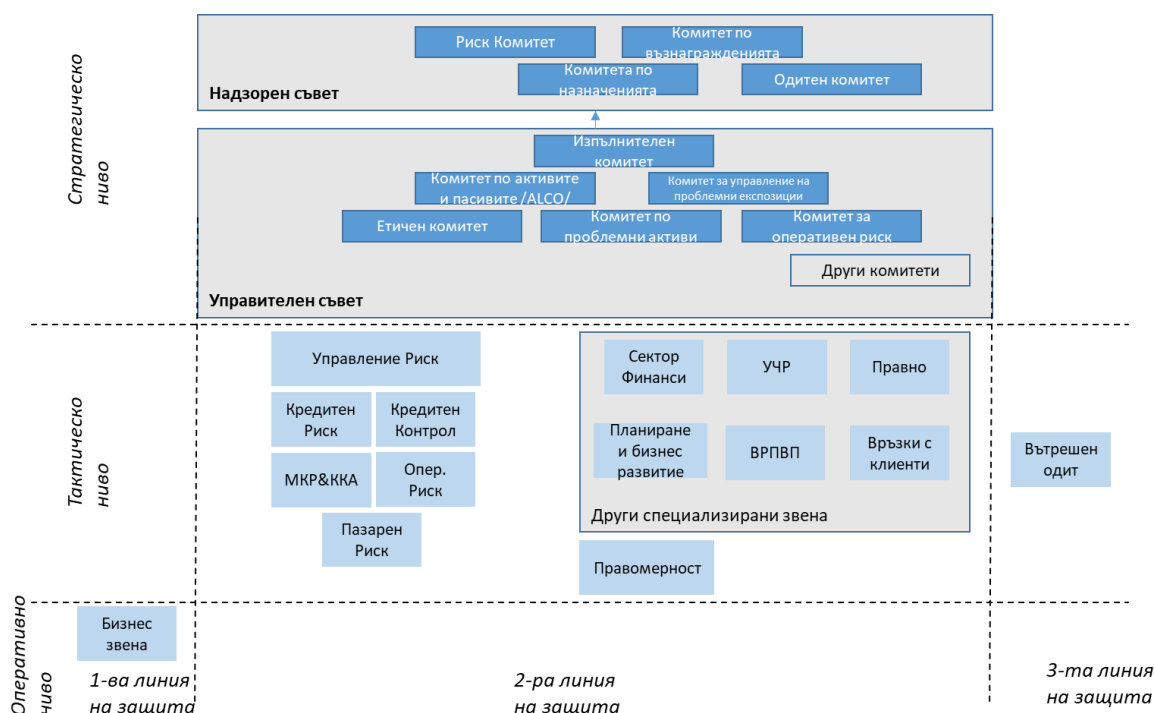 Стратегическо
ниво
Риск Комитет
Комитет по
възнагражденията
Комитета по
назначенията
Одитен комитет
Надзорен съвет
Изпълнителен
комитет
Комитет по активите
и пасивите /ALCO/
Комитет за управление на
проблемни експозиции
Етичен комитет
Комитет по
проблемни активи
Комитет за
оперативен риск
Други комитети
Управителен съвет
Тактическо
ниво
Управление Риск
Кредитен
Риск
Кредитен
Контрол
МКР&ККА
Опер.
Риск
Пазарен
Риск
Сектор
Финанси
УЧР
Правно
Планиране
и бизнес
развитие
ВРПВП
Връзки с
клиенти
Други специализирани звена
Правомерност
Вътрешен
одит
Оперативно
ниво
Бизнес
звена
1-ва линия
на защита
2-ра линия
на защита
3-та линия
на защита